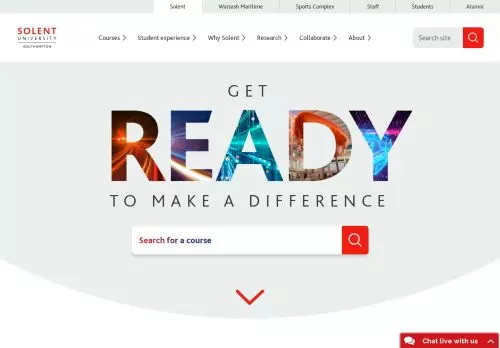 Solent
Warsash Maritime
Sports Complex
Staff
Students
Alumni
SOLENT
UNIVERSITY
SOUTHAMPTON
Courses
Student experience
Why Solent
Research
Collaborate
About
Search site
GET
READY
TO MAKE A DIFFERENCE
Search for a course
Chat live with us